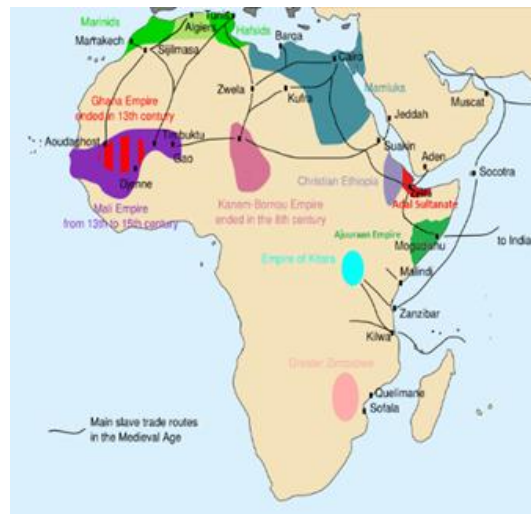 Marinids
Tunis
Algiers
Hafsids
Marrakech
Sijilmasa
Barqa
Cairo
Mamluks
Ghana Empire
ended in 13th century
Zwela
Kufra
Muscat
Jeddah
Aoudaghost
Timbuktu
Gao
Suakin
Djenne
Aden
Socotra
Christian Ethiopia
Adal Sultanate
Mali Empire
from 13th to 15th century
Kanem-Bornou Empire
ended in the 8th century
Ajuuraan Empire
Mogadishu
to India
Empire of Kitara
Malindi
Zanzibar
Kilwa
Greater Zimbabwe
Quelimane
Sofala
Main slave trade routes
in the Medieval Age